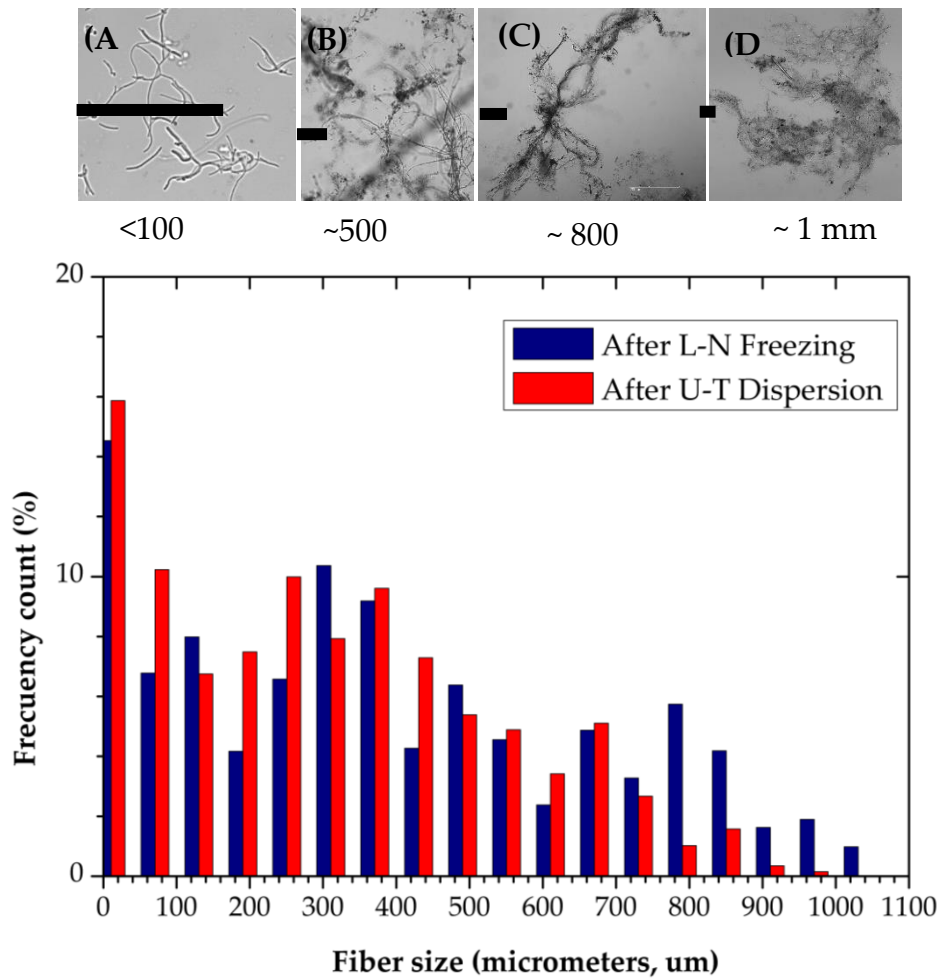 (A
(B)
(C)
(D
<100
~500
~ 800
~ 1 mm
20
After L-N Freezing
After U-T Dispersion
10
0
Frecuency count (%)
0 100 200 300 400 500 600 700 800 900 1000 1100
Fiber size (micrometers, um)